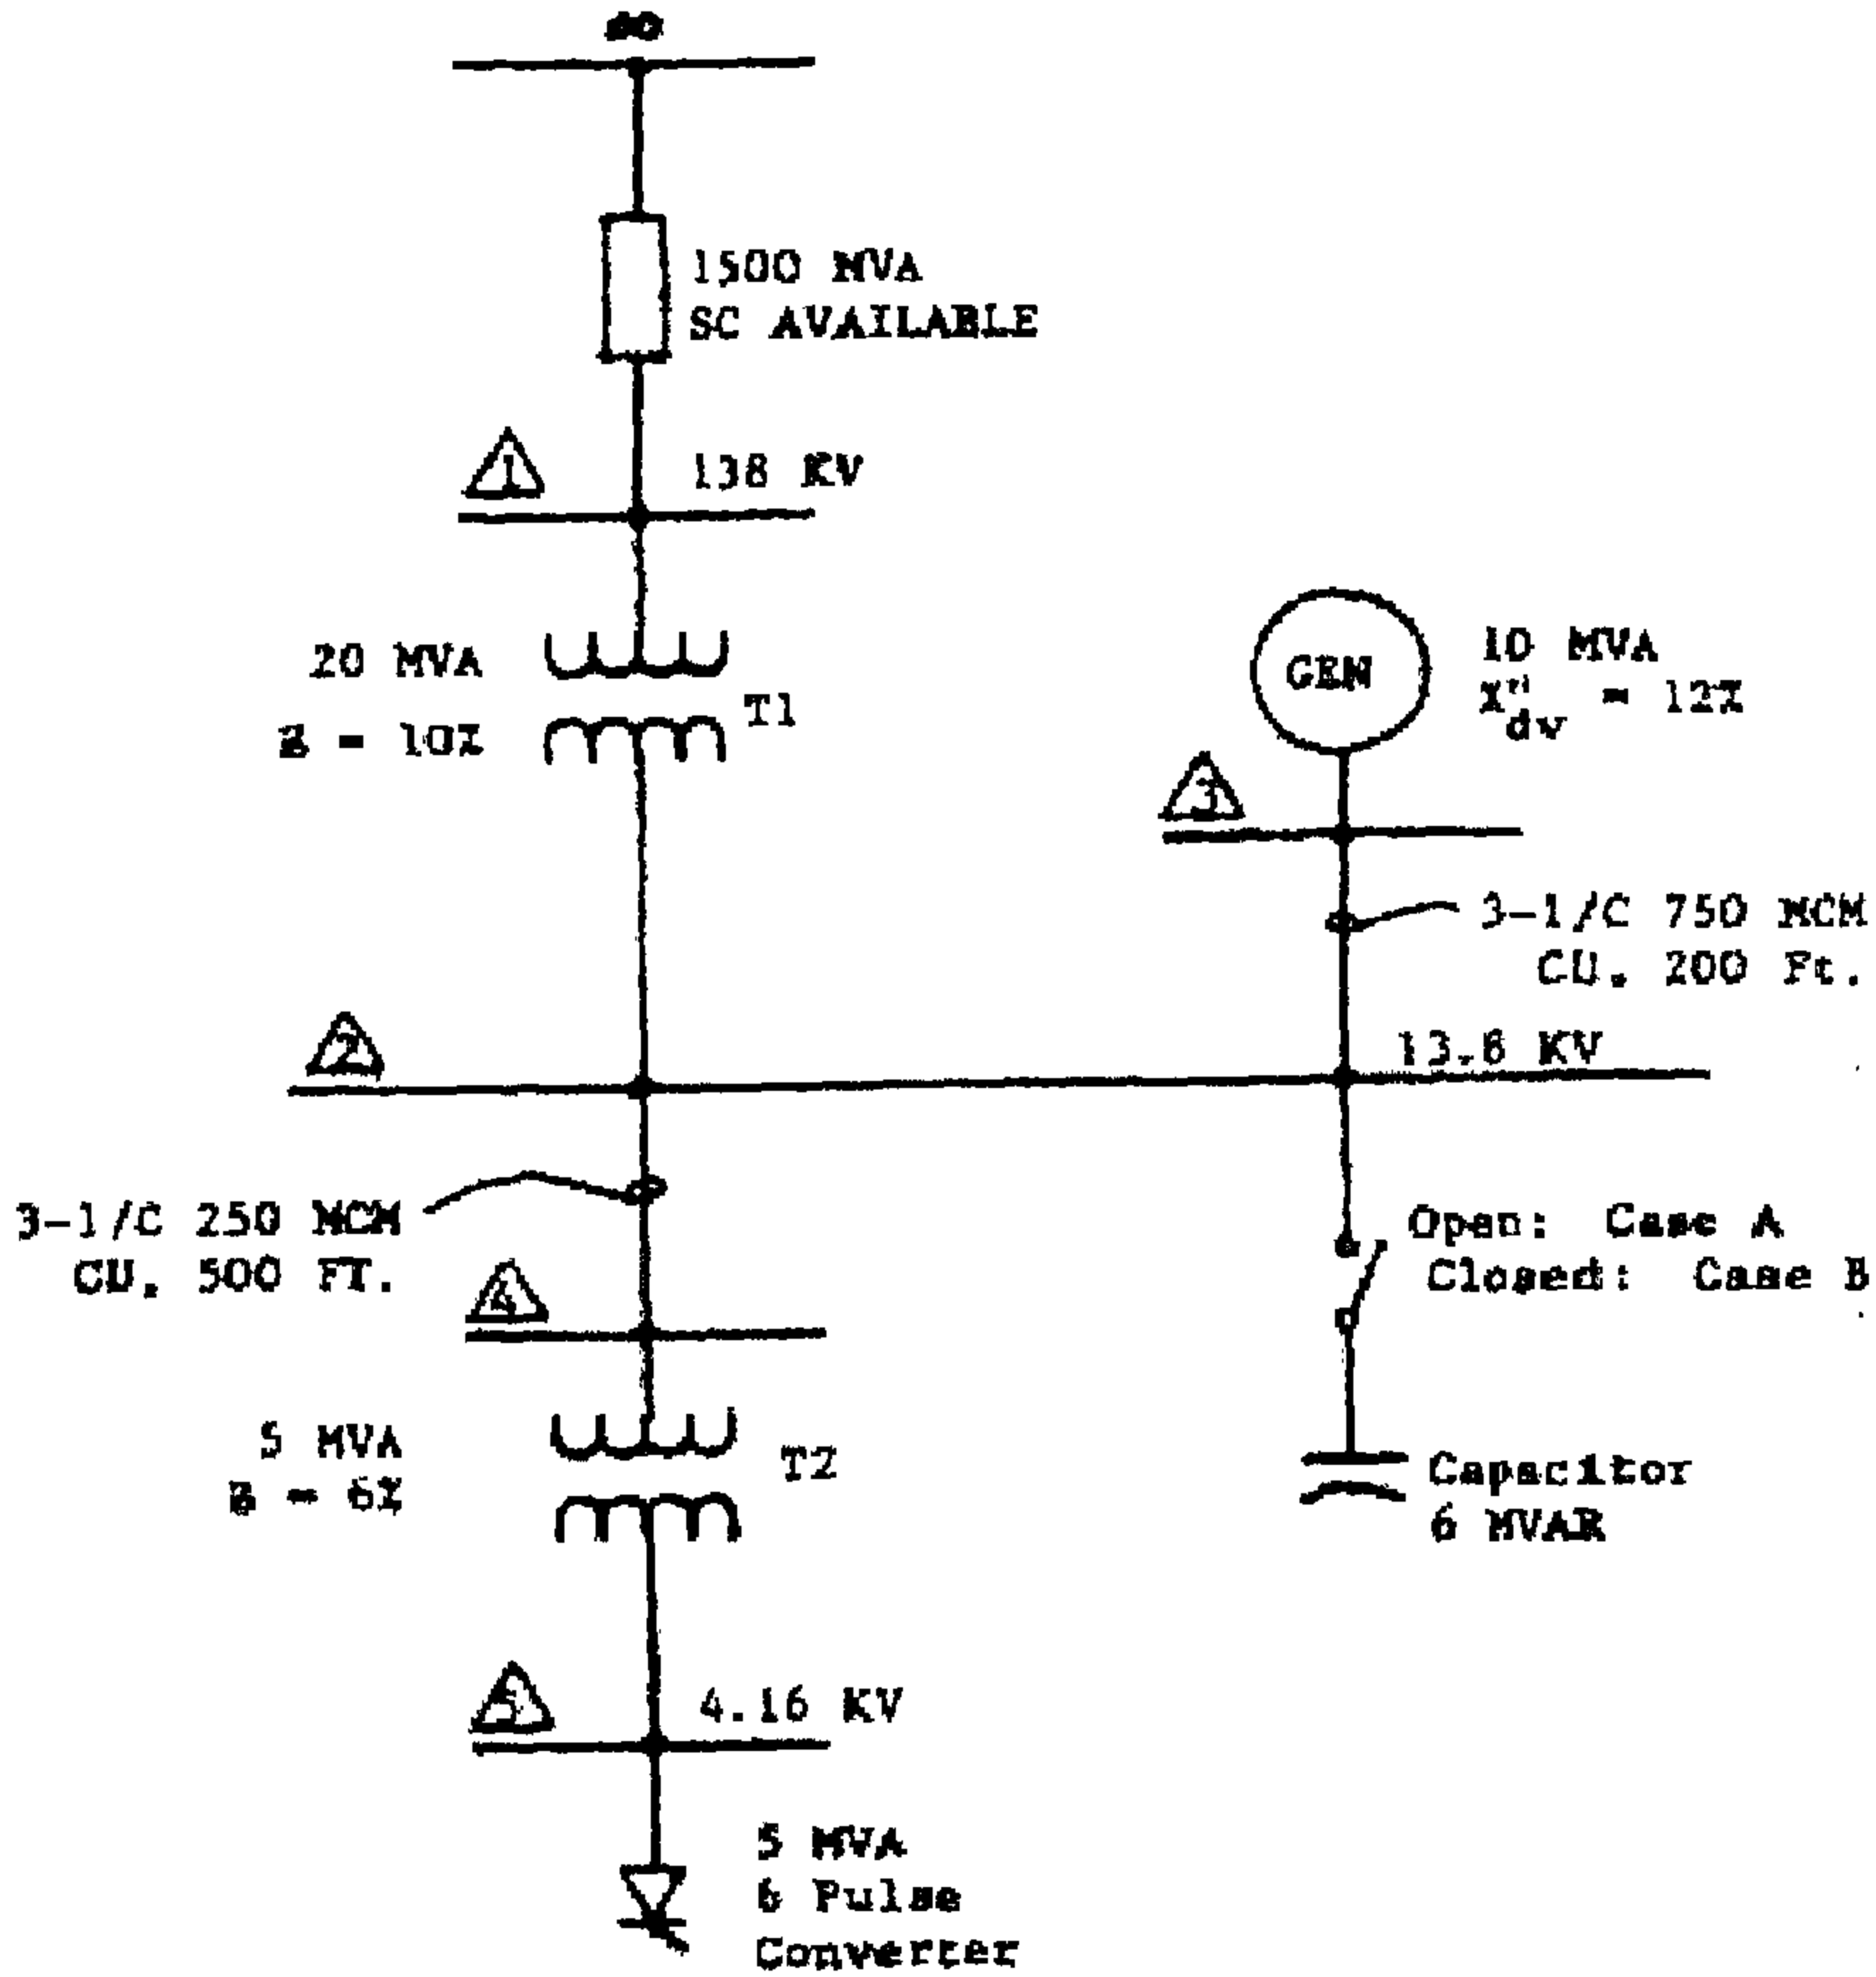 ∞
1500 MVA
SC AVAILABLE
1
138 KV
20 MVA
Z = 10%
T1
GEN
10 MVA
X"dv = 12%
3
3-1/C 750 MCM
CU, 200 Ft.
2
13.8 KV
3-1/C 250 MCM
CU, 500 FT.
4
Open: Case A
Closed: Case B
5 MVA
Z = 6%
T2
Capacitor
6 MVAR
5
4.16 KV
5 MVA
6 Pulse
Converter